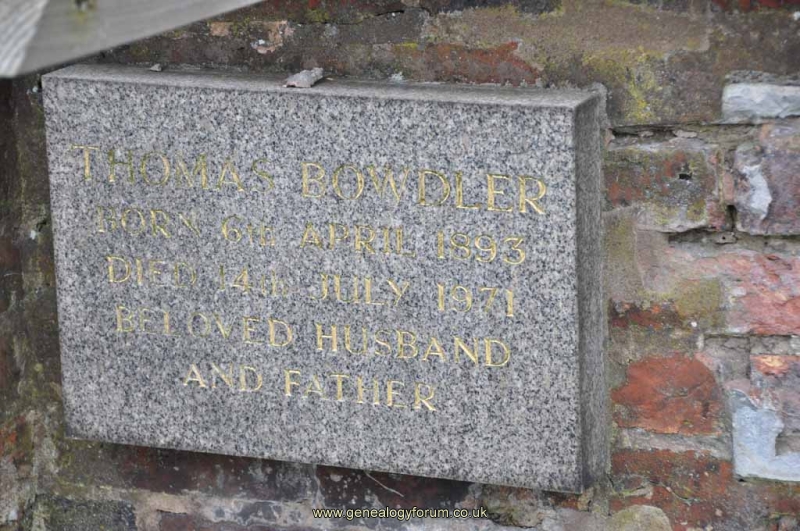 THOMAS BOWDLER
BORN 6TH APRIL 1893
DIED 14TH JULY 1971
BELOVED HUSBAND
AND FATHER
www.genealogyforum.co.uk